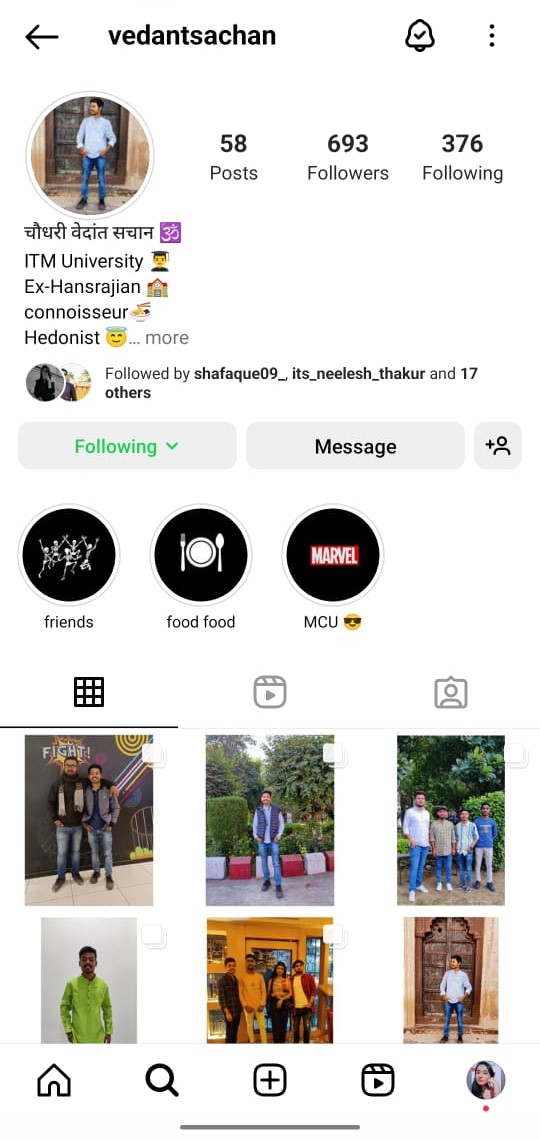 vedantsachan
58
693
376
Posts
Followers
Following
चौधरी वेदांत सचान 🕉️
ITM University 👨‍🎓
Ex-Hansrajian 🏫
connoisseur🍜
Hedonist 😇... more
Followed by shafaque09_, its_neelesh_thakur and 17
others
Following
Message
MARVEL
friends
food food
MCU 😎
FIGHT!